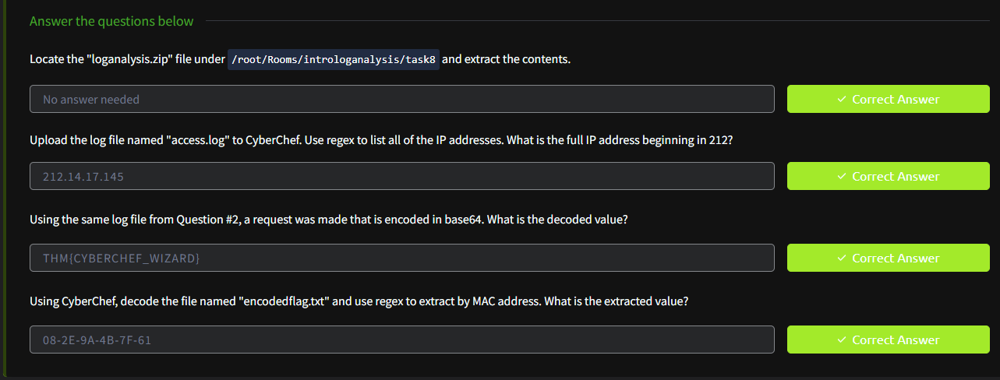 Answer the questions below
Locate the "loganalysis.zip" file under /root/Rooms/introloganalysis/task8 and extract the contents.
No answer needed
✓ Correct Answer
Upload the log file named "access.log" to CyberChef. Use regex to list all of the IP addresses. What is the full IP address beginning in 212?
212.14.17.145
✓ Correct Answer
Using the same log file from Question #2, a request was made that is encoded in base64. What is the decoded value?
THM{CYBERCHEF_WIZARD}
✓ Correct Answer
Using CyberChef, decode the file named "encodedflag.txt" and use regex to extract by MAC address. What is the extracted value?
08-2E-9A-4B-7F-61
✓ Correct Answer